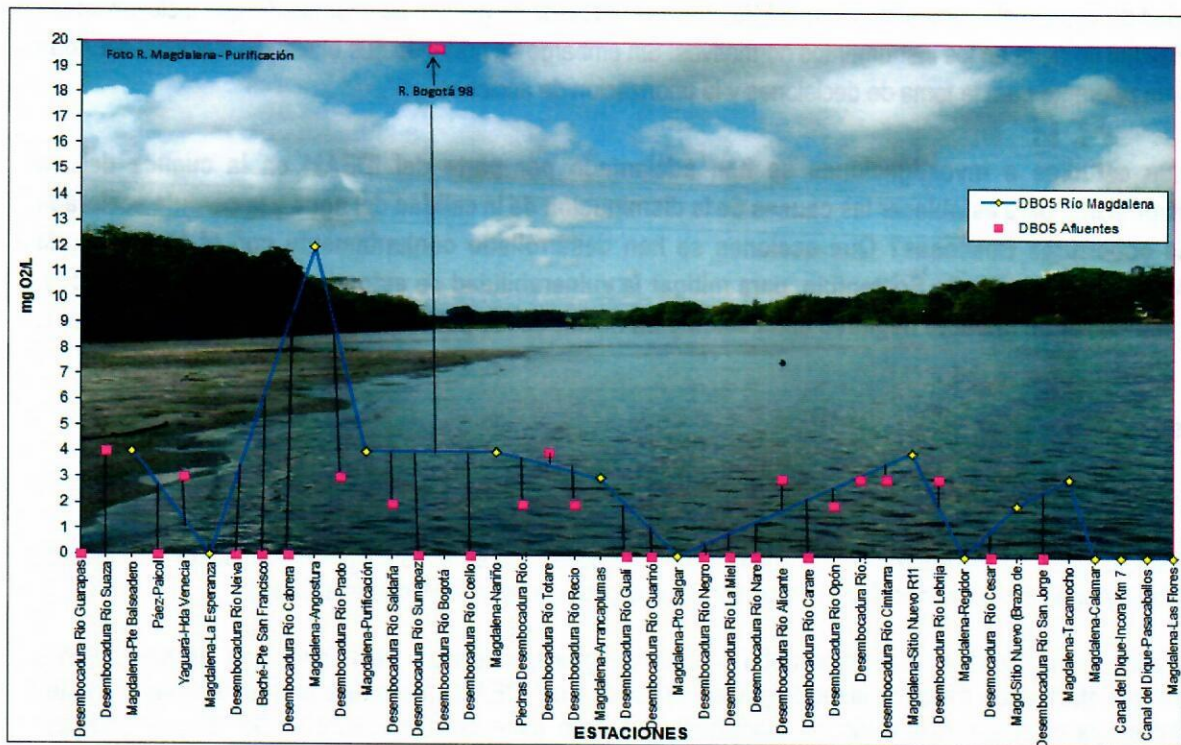 20
19
18
17
16
15
14
13
12
11
10
9
8
7
6
5
4
3
2
1
0
mg O2/L
Foto R. Magdalena - Purificación
R. Bogotá 98
DBO5 Río Magdalena
DBO5 Afluentes
Desembocadura Río Guarapas
Desembocadura Río Suaza
Magdalena-Pte Balseadero
Páez-Paicol
Yaguará-Hda Venecia
Magdalena-La Esperanza
Desembocadura Río Neiva
Baché-Pte San Francisco
Desembocadura Río Cabrera
Magdalena-Angostura
Desembocadura Río Prado
Magdalena-Purificación
Desembocadura Río Saldaña
Desembocadura Río Sumapaz
Desembocadura Río Bogotá
Desembocadura Río Coello
Magdalena-Nariño
Piedras Desembocadura Río...
Desembocadura Río Totare
Desembocadura Río Recio
Magdalena-Arrancaplumas
Desembocadura Río Gualí
Desembocadura Río Guarinó
Magdalena-Pto Salgar
Desembocadura Río Negro
Desembocadura Río La Miel
Desembocadura Río Nare
Desembocadura Río Alicante
Desembocadura Río Carare
Desembocadura Río Opón
Desembocadura Río...
Desembocadura Río Cimitarra
Magdalena-Sitio Nuevo R11
Desembocadura Río Lebrija
Magdalena-Regidor
Desemocadura Río Cesar
Magd-Sitio Nuevo (Brazo de...
Desembocadura Río San Jorge
Magdalena-Tacamocho
Magdalena-Calamar
Canal del Dique-Incora Km 7
Canal del Dique-Pasacaballos
Magdalena-Las Flores
ESTACIONES